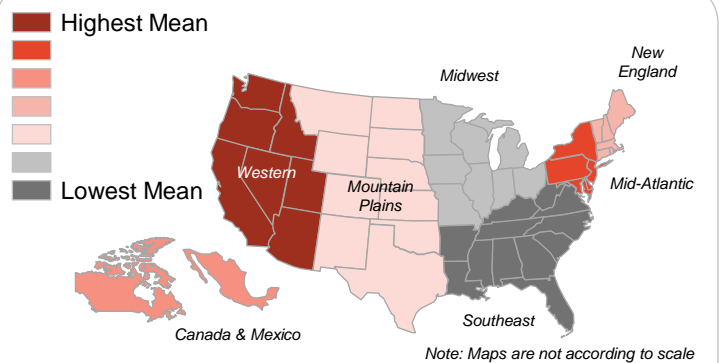 Highest Mean
New
England
Midwest
Western
Mountain
Plains
Mid-Atlantic
Lowest Mean
Southeast
Canada & Mexico
Note: Maps are not according to scale